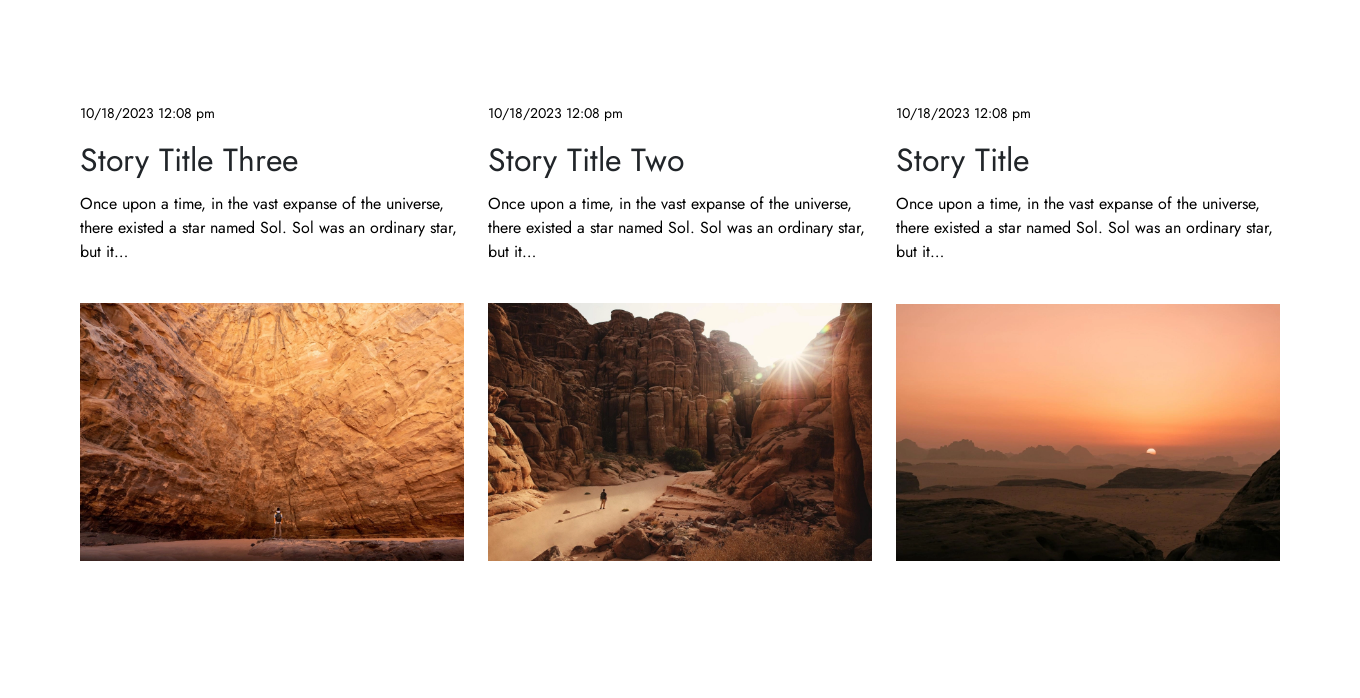 10/18/2023 12:08 pm
Story Title Three
Once upon a time, in the vast expanse of the universe,
there existed a star named Sol. Sol was an ordinary star,
but it...
10/18/2023 12:08 pm
Story Title Two
Once upon a time, in the vast expanse of the universe,
there existed a star named Sol. Sol was an ordinary star,
but it...
10/18/2023 12:08 pm
Story Title
Once upon a time, in the vast expanse of the universe,
there existed a star named Sol. Sol was an ordinary star,
but it...